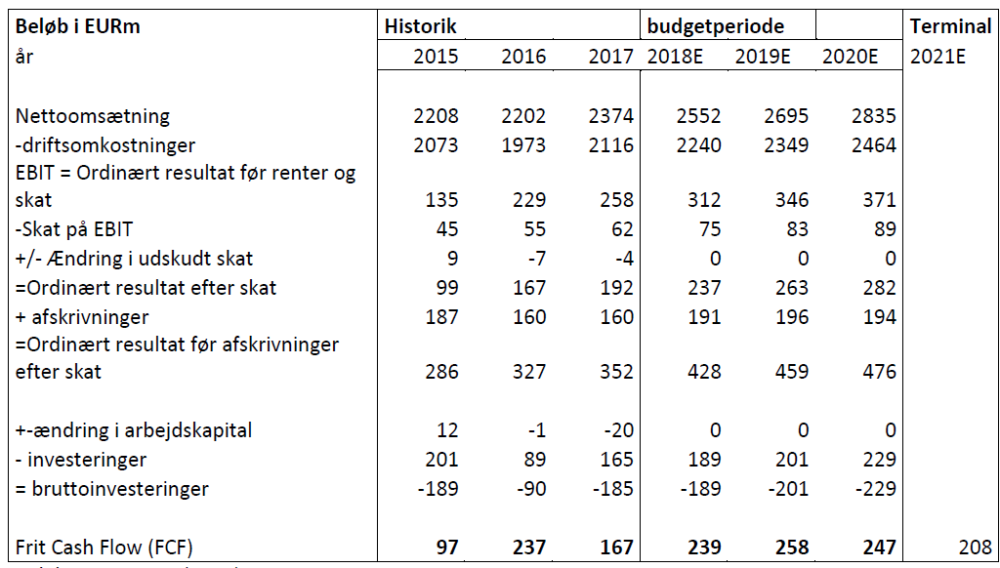 Beløb i EURm Historik budgetperiode Terminal
år 2015 2016 2017 2018E 2019E 2020E 2021E
Nettoomsætning 2208 2202 2374 2552 2695 2835
-driftsomkostninger 2073 1973 2116 2240 2349 2464
EBIT = Ordinært resultat før renter og
skat 135 229 258 312 346 371
-Skat på EBIT 45 55 62 75 83 89
+/- Ændring i udskudt skat 9 -7 -4 0 0 0
=Ordinært resultat efter skat 99 167 192 237 263 282
+ afskrivninger 187 160 160 191 196 194
=Ordinært resultat før afskrivninger
efter skat 286 327 352 428 459 476
+-ændring i arbejdskapital 12 -1 -20 0 0 0
- investeringer 201 89 165 189 201 229
= bruttoinvesteringer -189 -90 -185 -189 -201 -229
Frit Cash Flow (FCF) 97 237 167 239 258 247 208